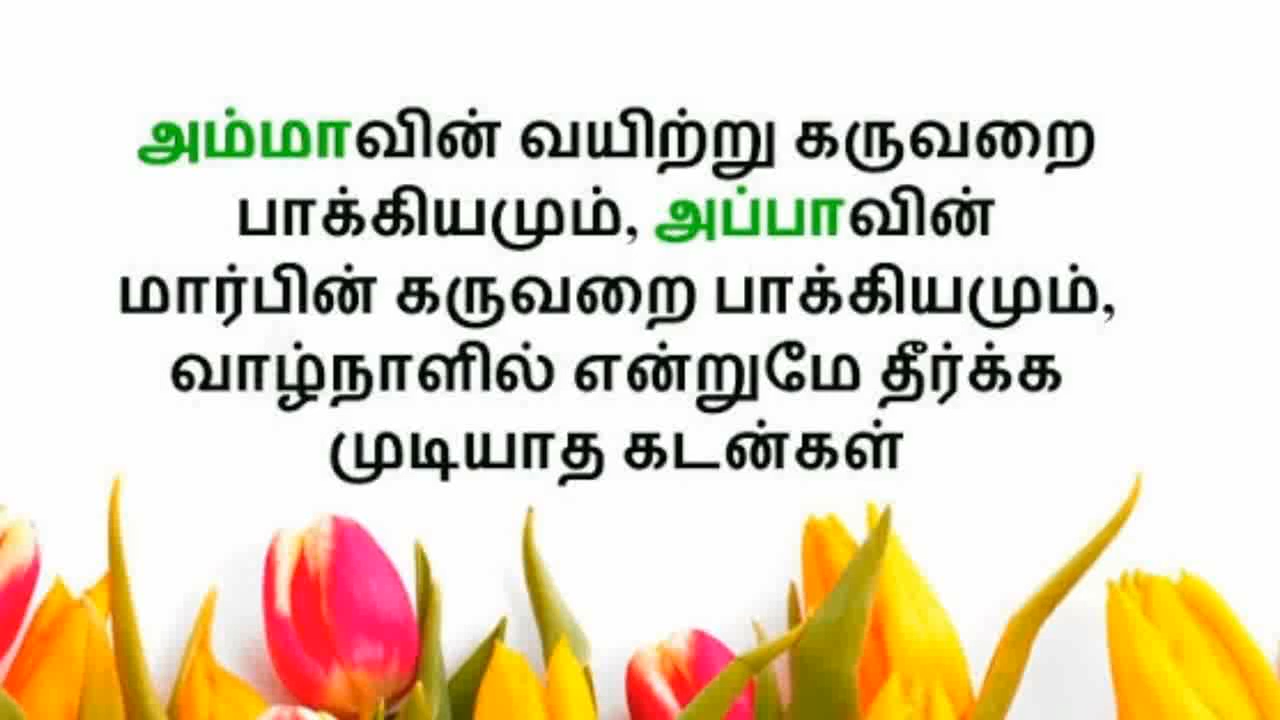 அம்மாவின் வயிற்று கருவறை
பாக்கியமும், அப்பாவின்
மார்பின் கருவறை பாக்கியமும்,
வாழ்நாளில் என்றுமே தீர்க்க
முடியாத கடன்கள்